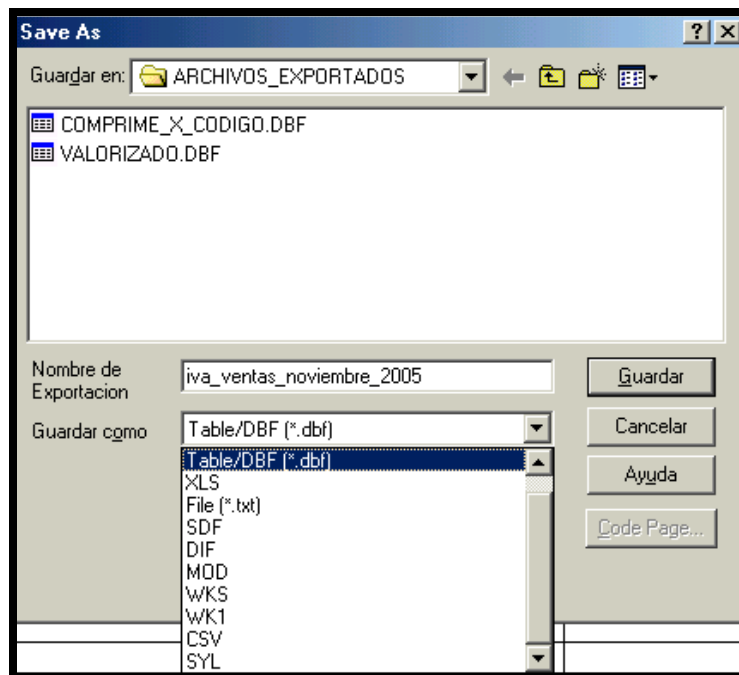 Save As
Guardar en: ARCHIVOS_EXPORTADOS
COMPRIME_X_CODIGO.DBF
VALORIZADO.DBF
Nombre de
Exportacion
iva_ventas_noviembre_2005
Guardar
Guardar como
Table/DBF (*.dbf)
Cancelar
Table/DBF (*.dbf)
XLS
Ayuda
File (*.txt)
SDF
Code Page...
DIF
MOD
WKS
WK1
CSV
SYL